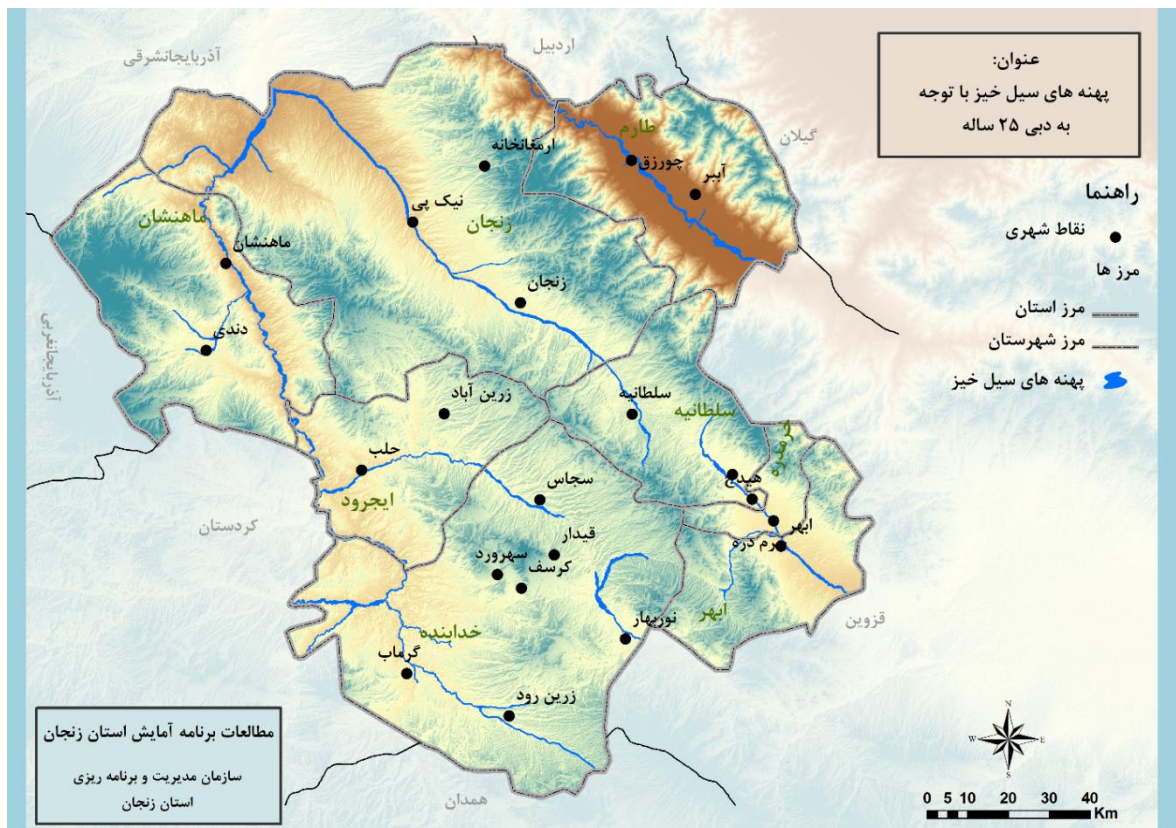 عنوان:
پهنه های سیل خیز با توجه
به دبی ۲۵ ساله
راهنما
نقاط شهری
مرز ها
مرز استان
مرز شهرستان
پهنه های سیل خیز
اردبیل
آذربایجانشرقی
گیلان
طارم
ارمغانخانه
چورزق
آببر
نیک پی
زنجان
ماهنشان
ماهنشان
زنجان
دندی
آذربایجانغربی
سلطانیه
سلطانیه
زرین آباد
خرمدره
حلب
هیدج
سجاس
ایجرود
ابهر
کردستان
قیدار
سهرورد
کرسف
ابهر
قزوین
خدابنده
نوربهار
گرماب
زرین رود
همدان
مطالعات برنامه آمایش استان زنجان
سازمان مدیریت و برنامه ریزی
استان زنجان
N
W E
S
0 5 10 20 30 40
Km